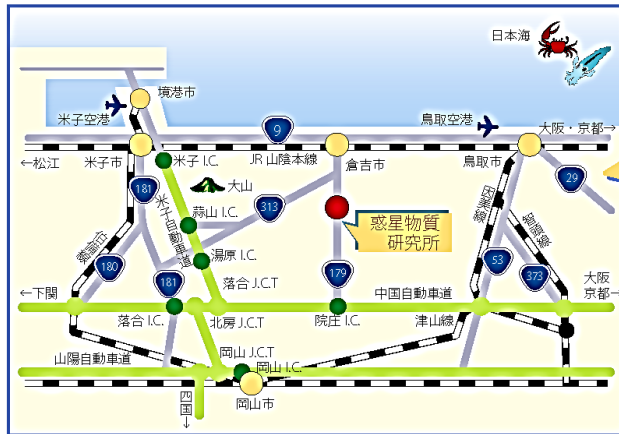 日本海
境港市
米子空港
鳥取空港
9
大阪・京都→
←松江
米子市
米子 I.C.
JR 山陰本線
倉吉市
鳥取市
181
大山
313
29
米子自動車道
蒜山 I.C.
惑星物質
研究所
因美線
智頭線
湯原 I.C.
伯備線
180
181
179
53
373
落合 J.C.T
←下関
中国自動車道
大阪
京都→
落合 I.C.
北房 J.C.T
院庄 I.C.
津山線
山陽自動車道
岡山 J.C.T
岡山 I.C.
岡山市
四国→